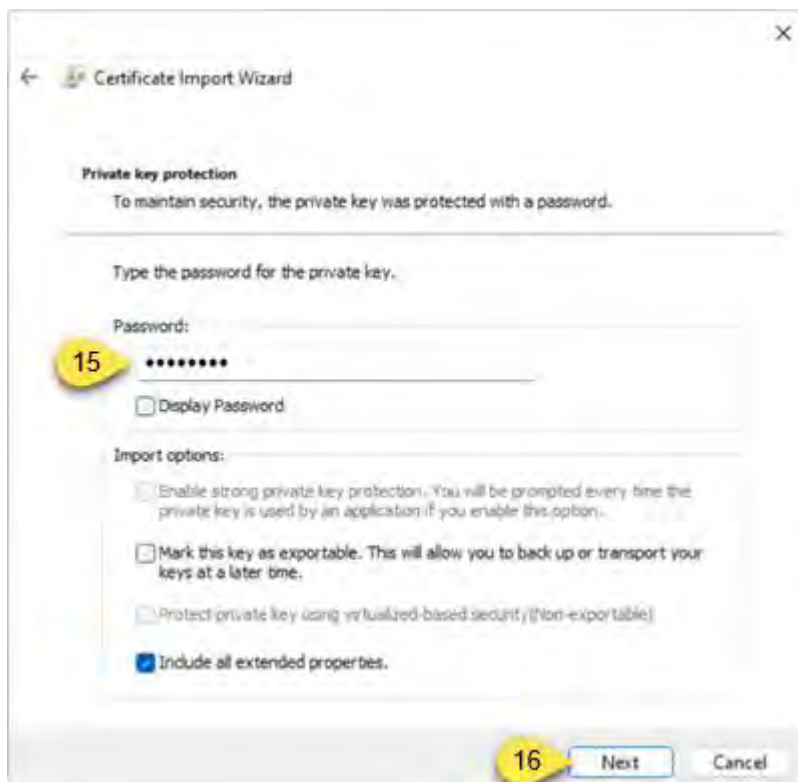 Certificate Import Wizard
Private key protection
To maintain security, the private key was protected with a password.
Type the password for the private key.
Password:
15
••••••••
Display Password
Import options:
Enable strong private key protection. You will be prompted every time the
private key is used by an application if you enable this option.
Mark this key as exportable. This will allow you to back up or transport your
keys at a later time.
Protect private key using virtualized-based security(Non-exportable)
Include all extended properties.
16 Next Cancel